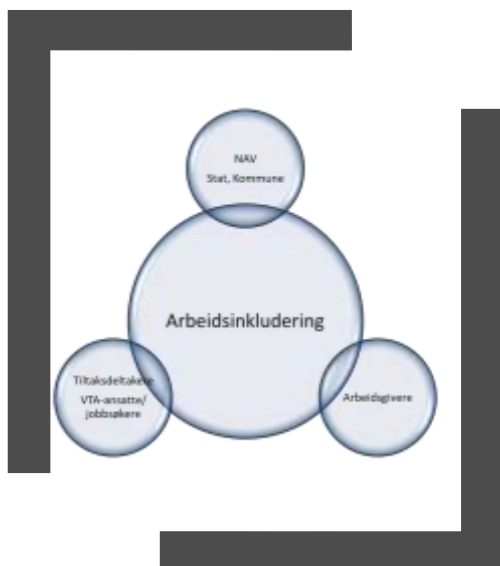 NAV
Stat, Kommune
Arbeidsinkludering
Tiltaksdeltakere
VTA-ansatte/
jobbsøkere
Arbeidsgivere